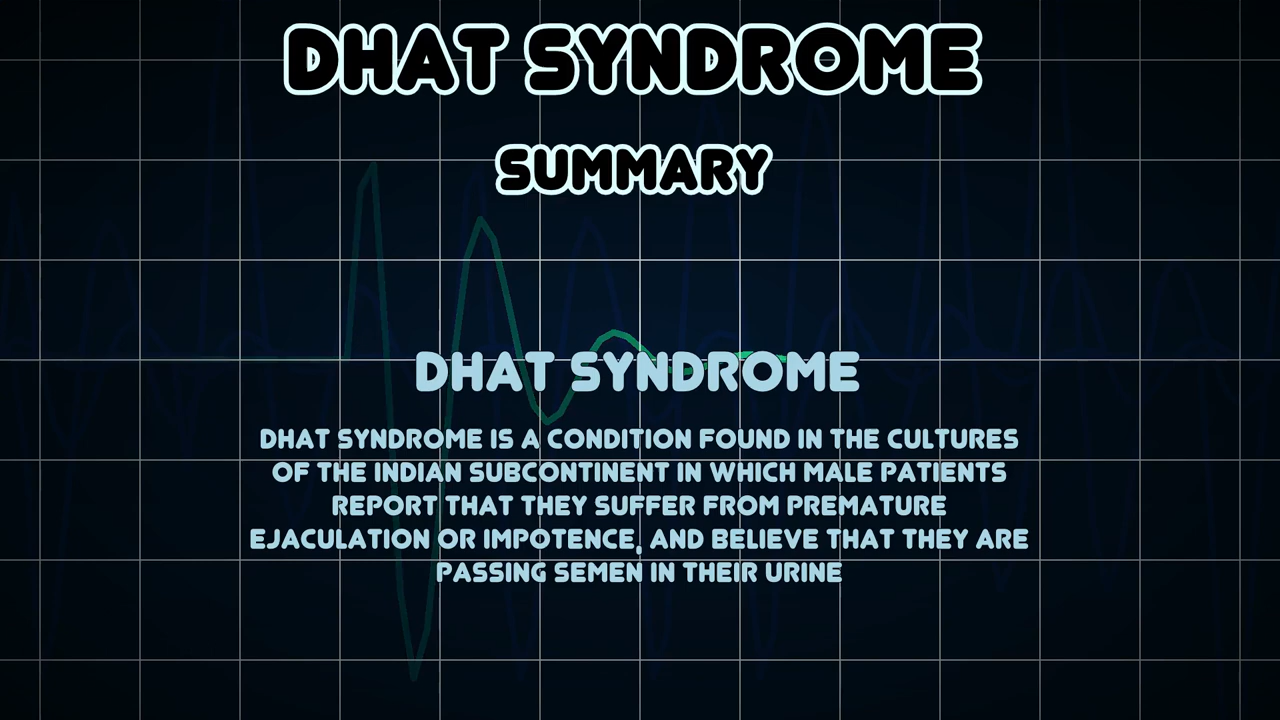 DHAT SYNDROME
SUMMARY
DHAT SYNDROME
DHAT SYNDROME IS A CONDITION FOUND IN THE CULTURES
OF THE INDIAN SUBCONTINENT IN WHICH MALE PATIENTS
REPORT THAT THEY SUFFER FROM PREMATURE
EJACULATION OR IMPOTENCE, AND BELIEVE THAT THEY ARE
PASSING SEMEN IN THEIR URINE